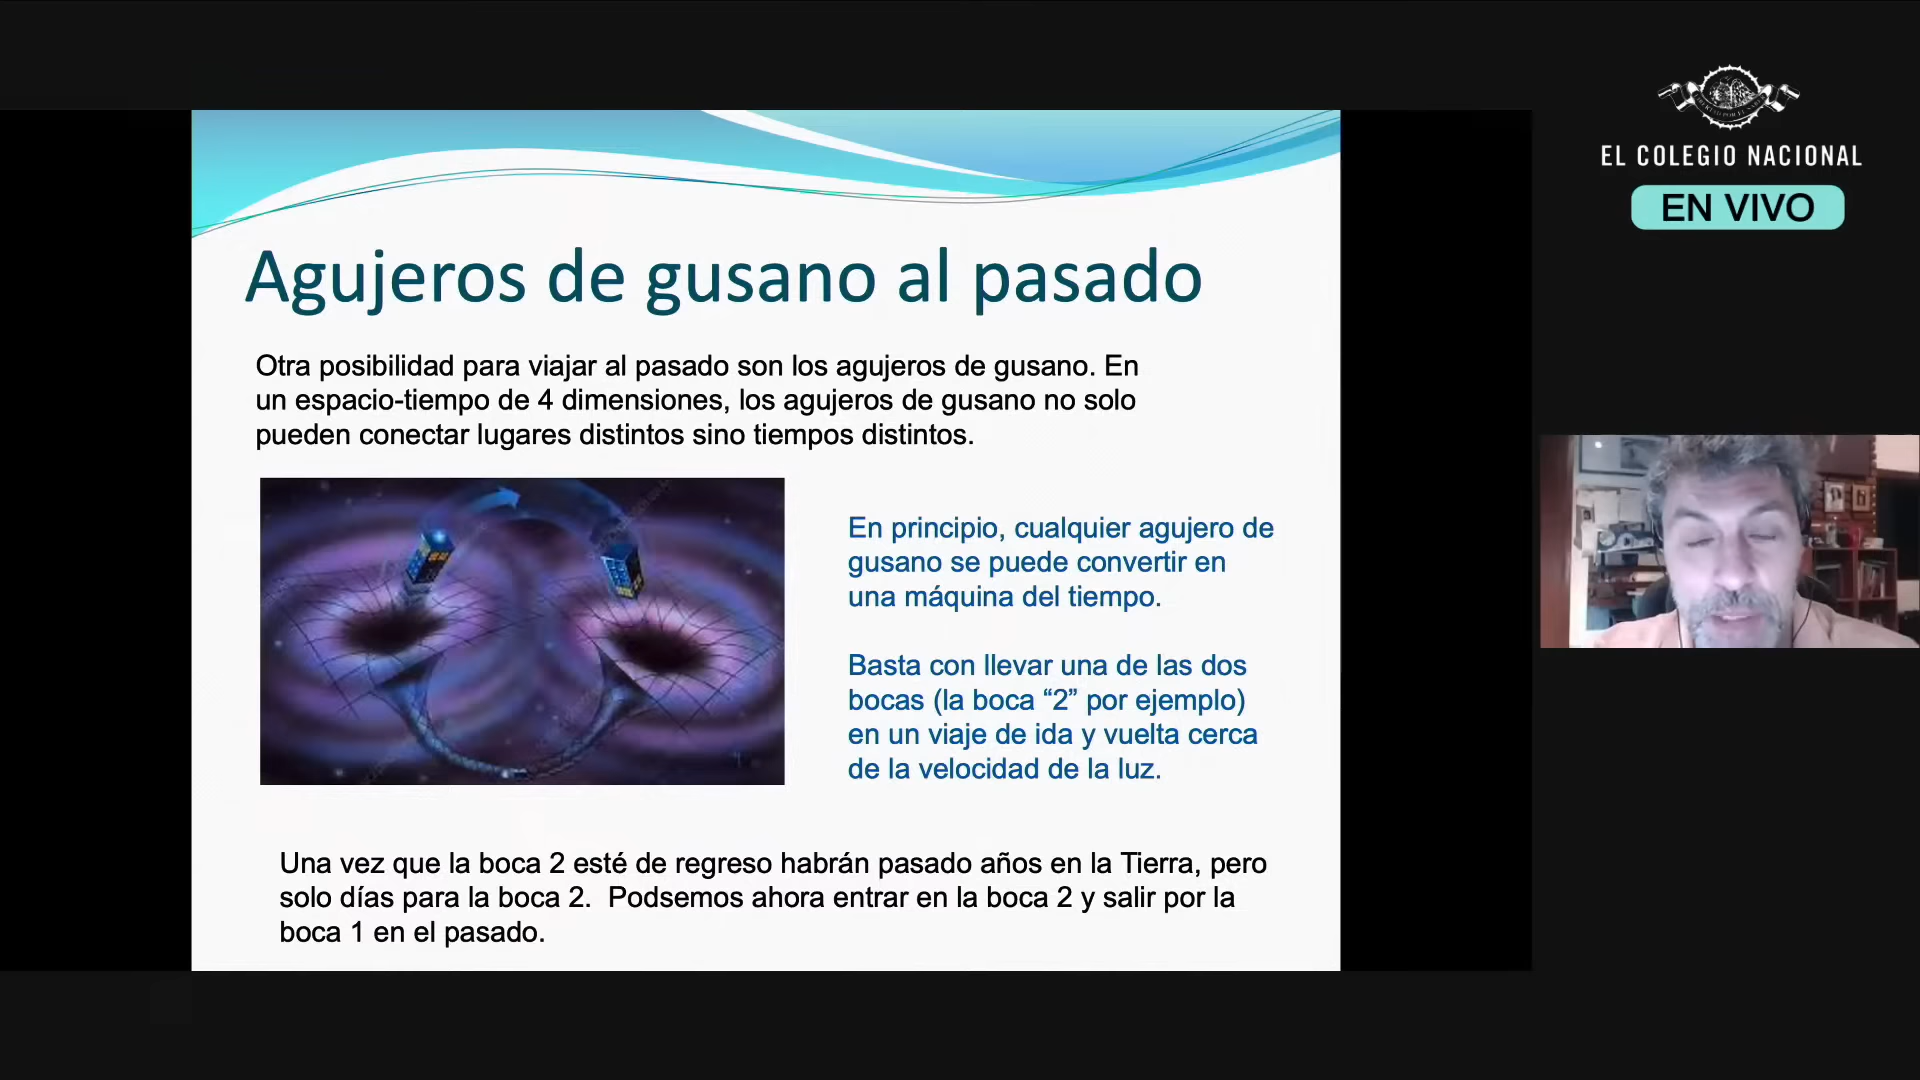 EL COLEGIO NACIONAL
EN VIVO
Agujeros de gusano al pasado
Otra posibilidad para viajar al pasado son los agujeros de gusano. En
un espacio-tiempo de 4 dimensiones, los agujeros de gusano no solo
pueden conectar lugares distintos sino tiempos distintos.
En principio, cualquier agujero de
gusano se puede convertir en
una máquina del tiempo.
Basta con llevar una de las dos
bocas (la boca “2” por ejemplo)
en un viaje de ida y vuelta cerca
de la velocidad de la luz.
Una vez que la boca 2 esté de regreso habrán pasado años en la Tierra, pero
solo días para la boca 2.  Podsemos ahora entrar en la boca 2 y salir por la
boca 1 en el pasado.